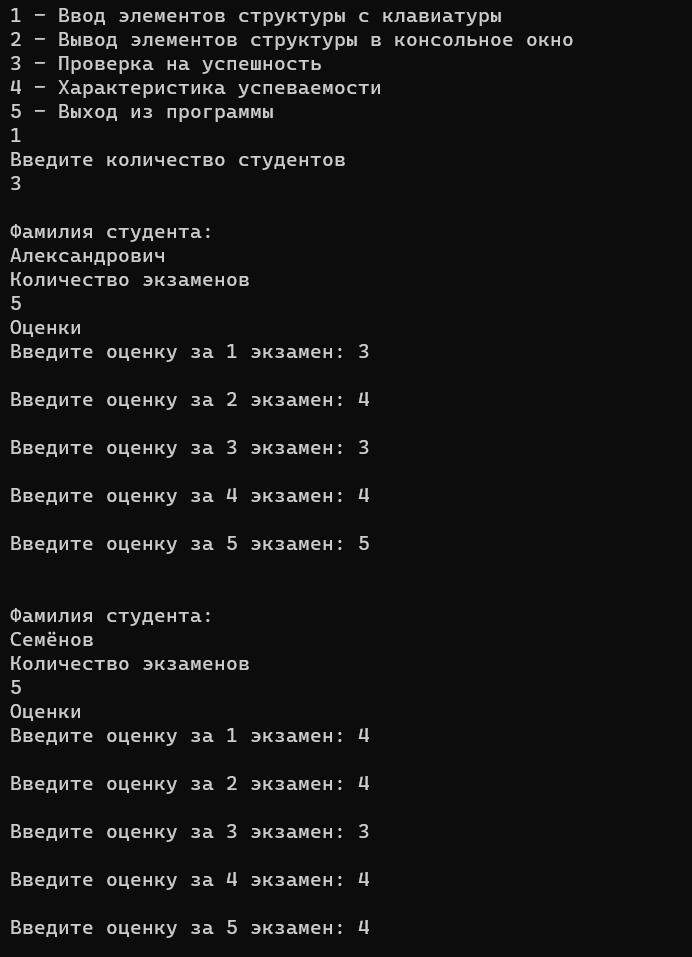 1 – Ввод элементов структуры с клавиатуры
2 – Вывод элементов структуры в консольное окно
3 – Проверка на успешность
4 – Характеристика успеваемости
5 – Выход из программы
1
Введите количество студентов
3
Фамилия студента:
Александрович
Количество экзаменов
5
Оценки
Введите оценку за 1 экзамен: 3
Введите оценку за 2 экзамен: 4
Введите оценку за 3 экзамен: 3
Введите оценку за 4 экзамен: 4
Введите оценку за 5 экзамен: 5
Фамилия студента:
Семёнов
Количество экзаменов
5
Оценки
Введите оценку за 1 экзамен: 4
Введите оценку за 2 экзамен: 4
Введите оценку за 3 экзамен: 3
Введите оценку за 4 экзамен: 4
Введите оценку за 5 экзамен: 4